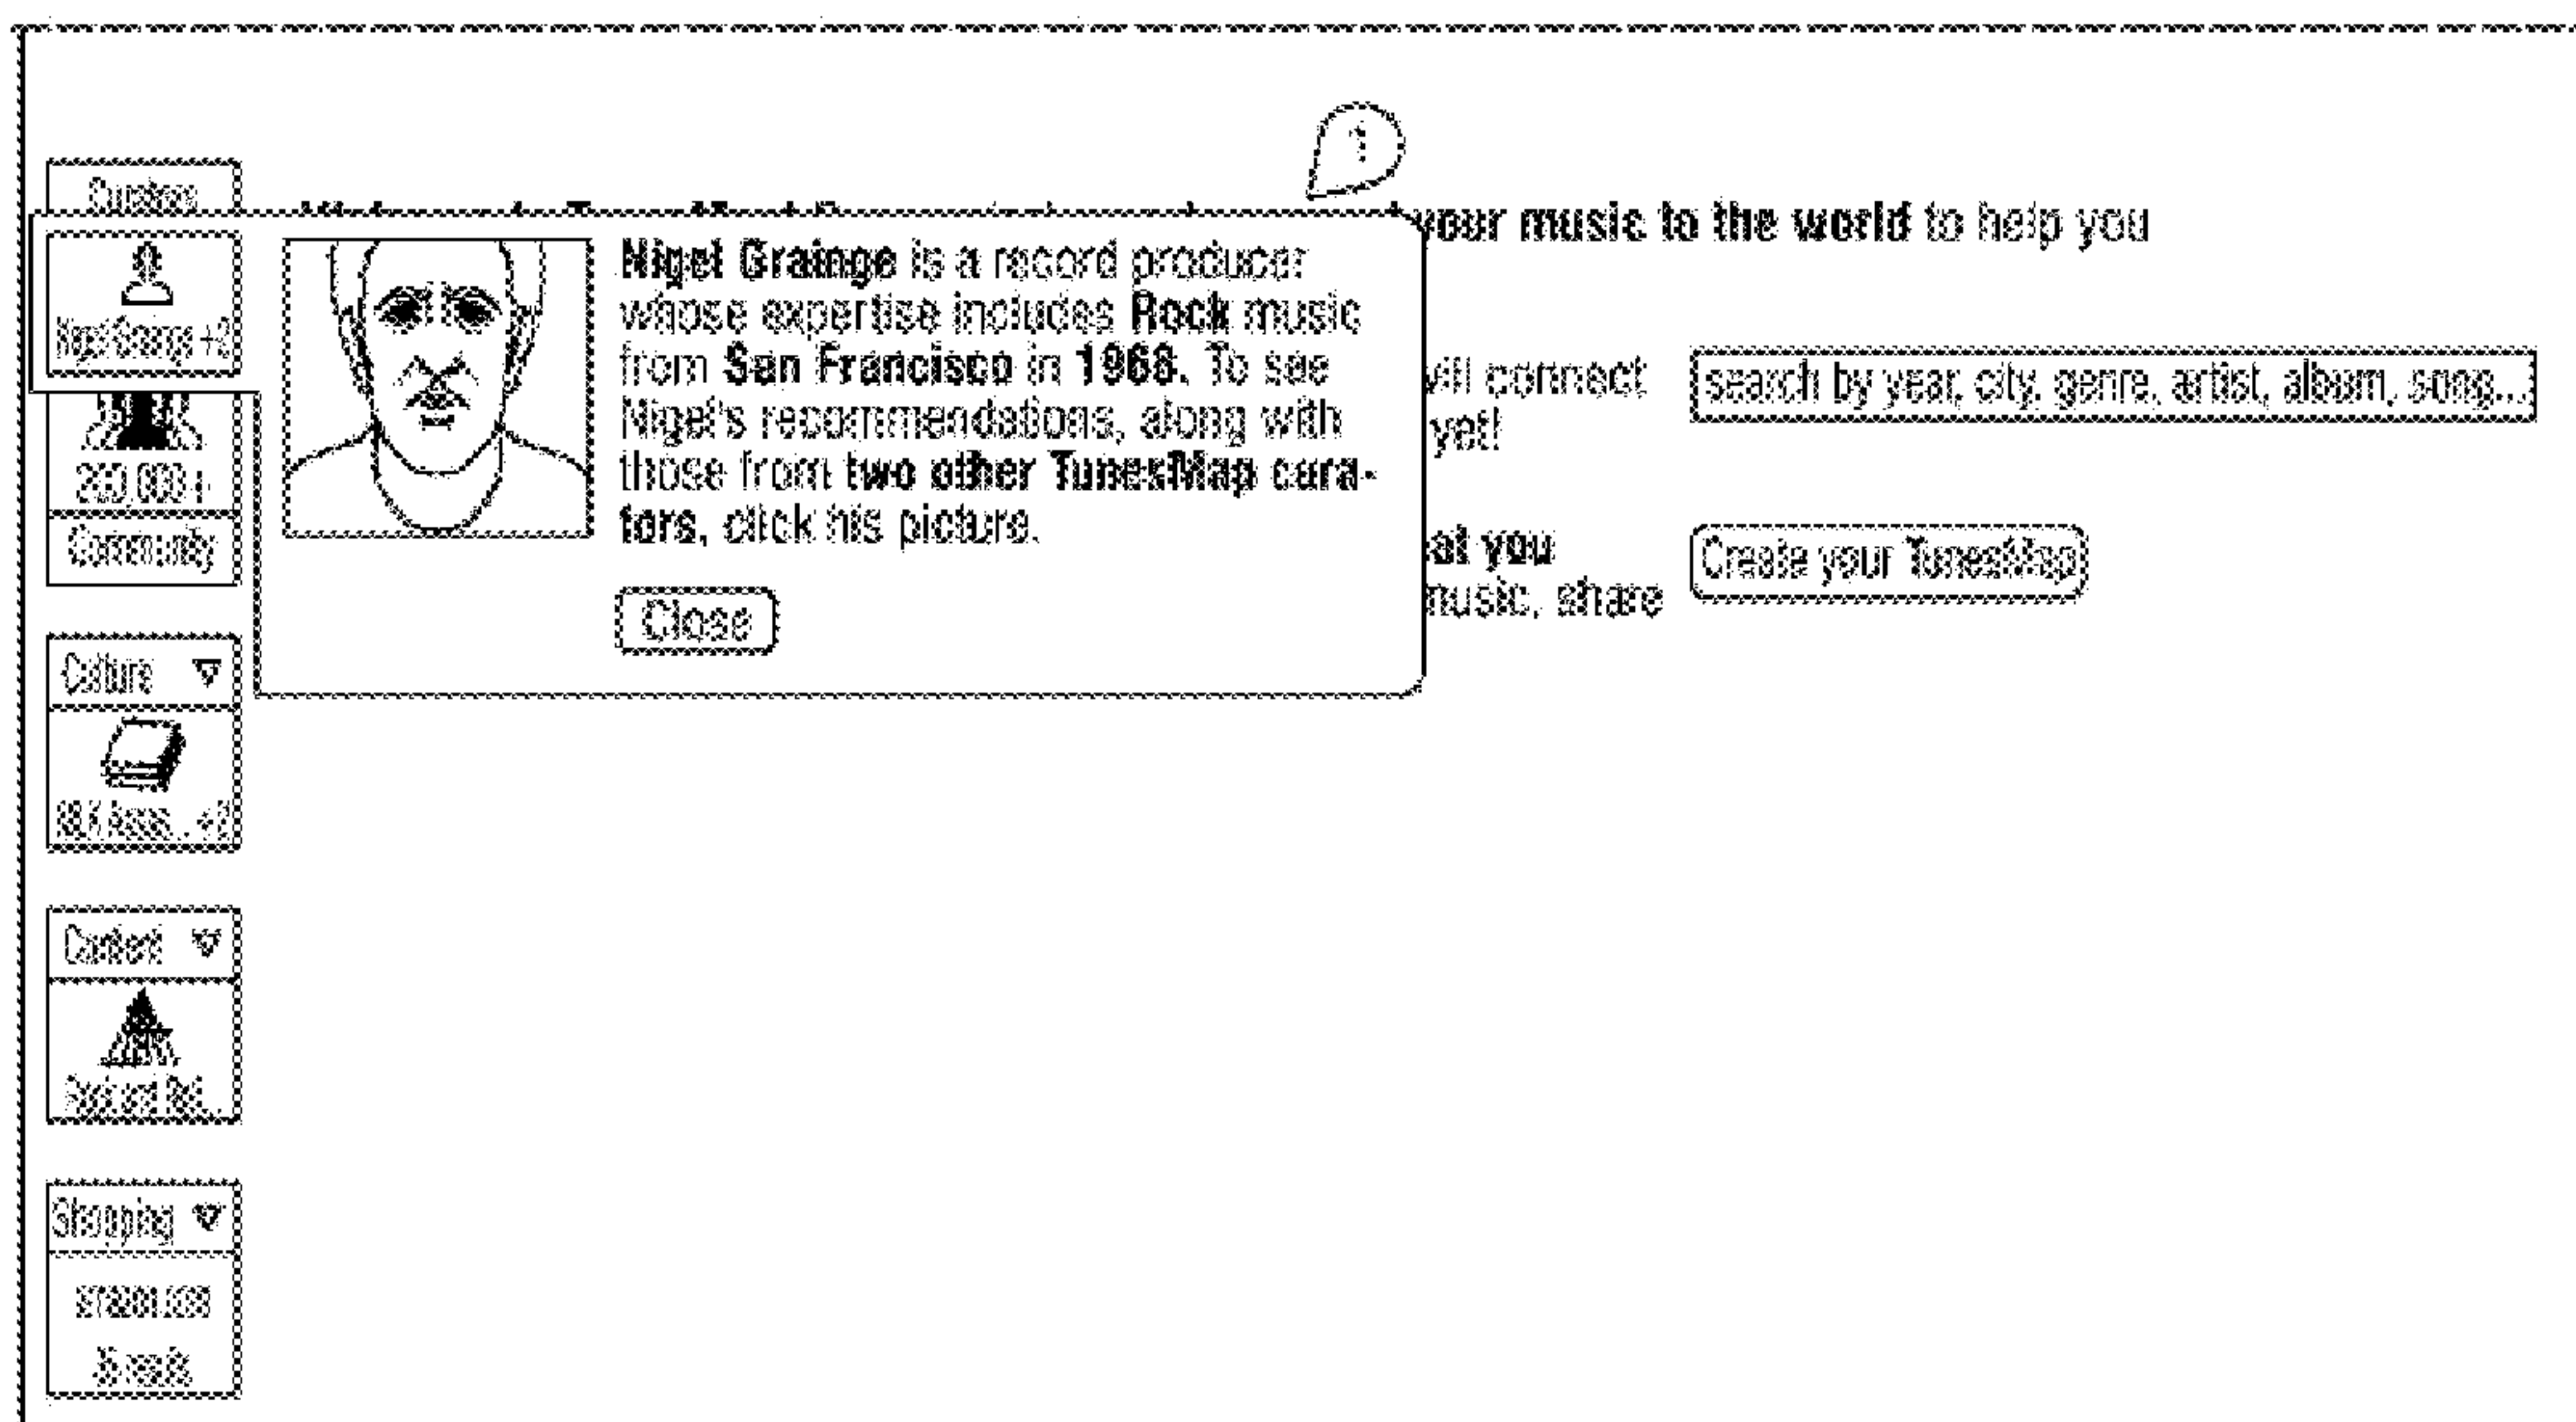 1
Curators
your music to the world to help you
Nigel Grainge is a record producer
whose expertise includes Rock music
from San Francisco in 1968. To see
Nigel's recommendations, along with
those from two other TunesMap cura-
tors, click his picture.
Close
Nigel Grainge +2
will connect
yet!
search by year, city, genre, artist, album, song...
at you
music, share
Create your TunesMap
Community
Culture
Content
Shopping